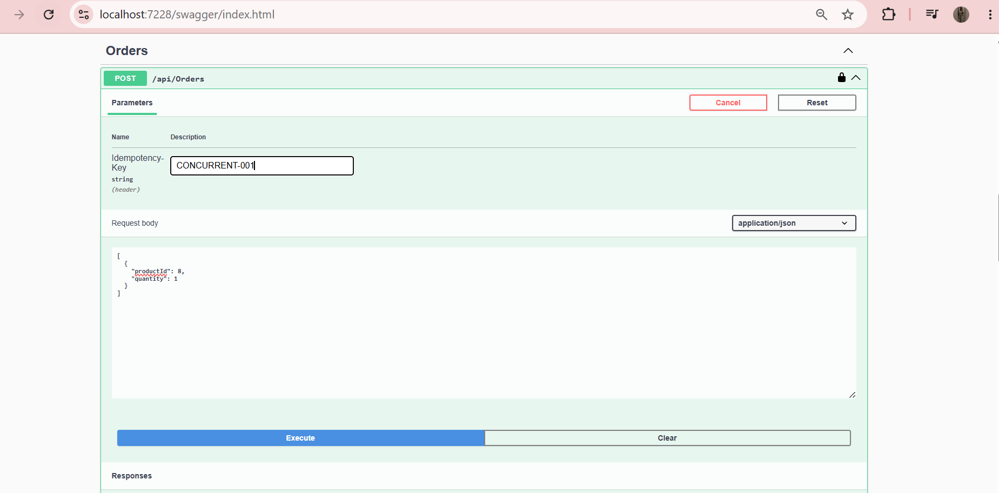 localhost:7228/swagger/index.html
Orders
POST /api/Orders
Parameters
Cancel
Reset
Name Description
Idempotency-
Key
string
(header)
CONCURRENT-001
Request body
application/json
[
{
"productId": 8,
"quantity": 1
}
]
Execute
Clear
Responses